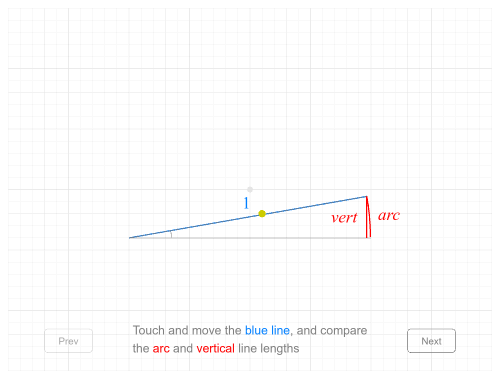 1
vert
arc
Prev
Touch and move the blue line, and compare
the arc and vertical line lengths
Next